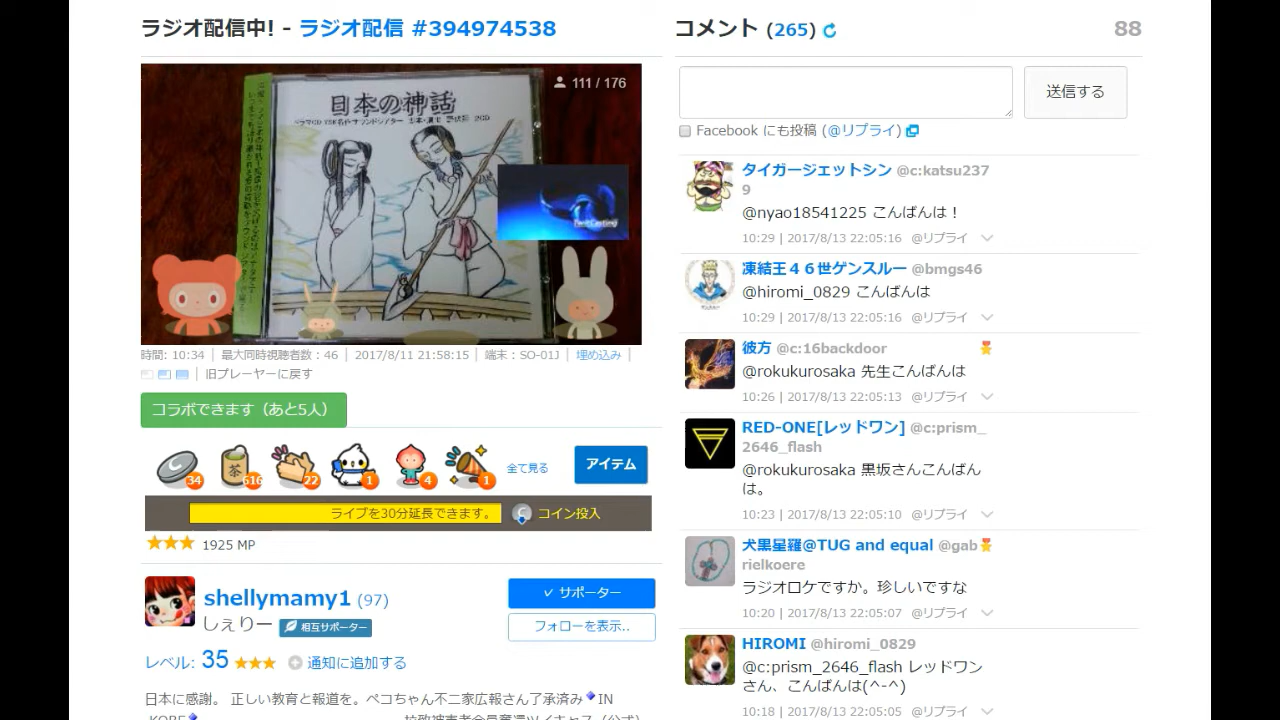 ラジオ配信中! - ラジオ配信 #394974538
111 / 176
日本の神話
TwitCasting
時間: 10:34 | 最大同時視聴者数 : 46 | 2017/8/11 21:58:15 | 端末 : SO-01J | 埋め込み |
| 旧プレーヤーに戻す
コラボできます（あと5人）
茶
34
616
22
1
4
1
全て見る
アイテム
ライブを30分延長できます。
コイン投入
1925 MP
shellymamy1 (97)
しぇりー
相互サポーター
サポーター
フォローを表示..
レベル: 35
通知に追加する
日本に感謝。 正しい教育と報道を。ペコちゃん不二家広報さん了承済み IN
コメント (265)
88
送信する
Facebook にも投稿 (@リプライ)
タイガージェットシン @c:katsu237
9
@nyao18541225 こんばんは！
10:29 | 2017/8/13 22:05:16 @リプライ
凍結王４６世ゲンスルー @bmgs46
@hiromi_0829 こんばんは
10:29 | 2017/8/13 22:05:16 @リプライ
彼方 @c:16backdoor
@rokukurosaka 先生こんばんは
10:26 | 2017/8/13 22:05:13 @リプライ
RED-ONE[レッドワン] @c:prism_
2646_flash
@rokukurosaka 黒坂さんこんばん
は。
10:23 | 2017/8/13 22:05:10 @リプライ
犬黒星羅@TUG and equal @gab
rielkoere
ラジオロケですか。珍しいですな
10:20 | 2017/8/13 22:05:07 @リプライ
HIROMI @hiromi_0829
@c:prism_2646_flash レッドワン
さん、こんばんは(^-^)
10:18 | 2017/8/13 22:05:05 @リプライ